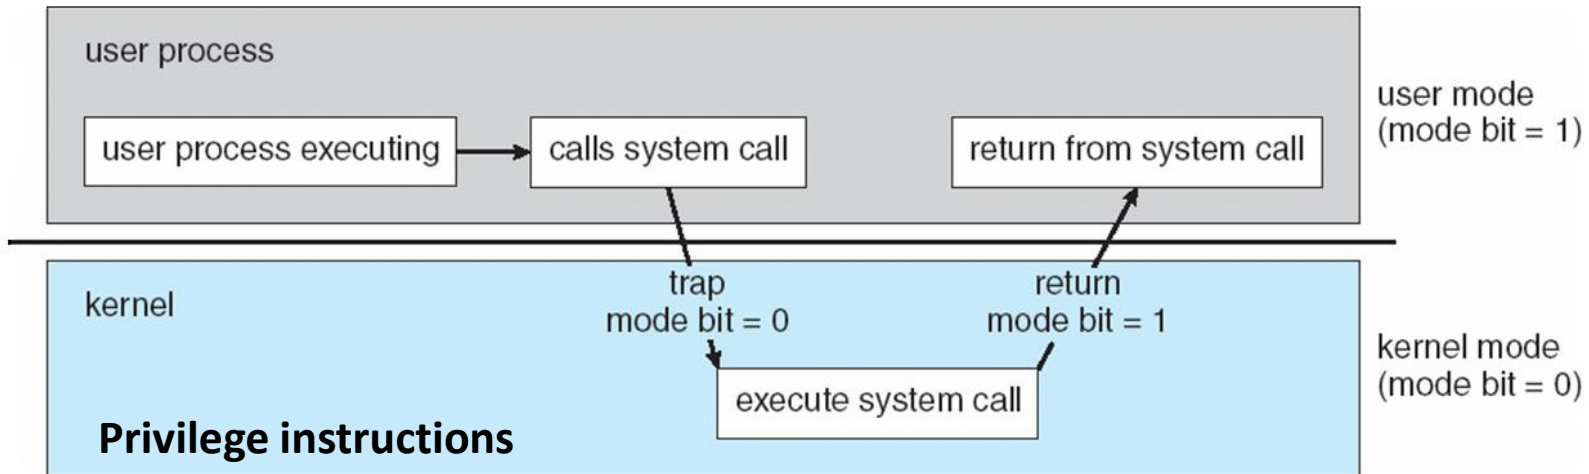 user process
user process executing
calls system call
return from system call
user mode
(mode bit = 1)
kernel
trap
mode bit = 0
return
mode bit = 1
execute system call
kernel mode
(mode bit = 0)
Privilege instructions